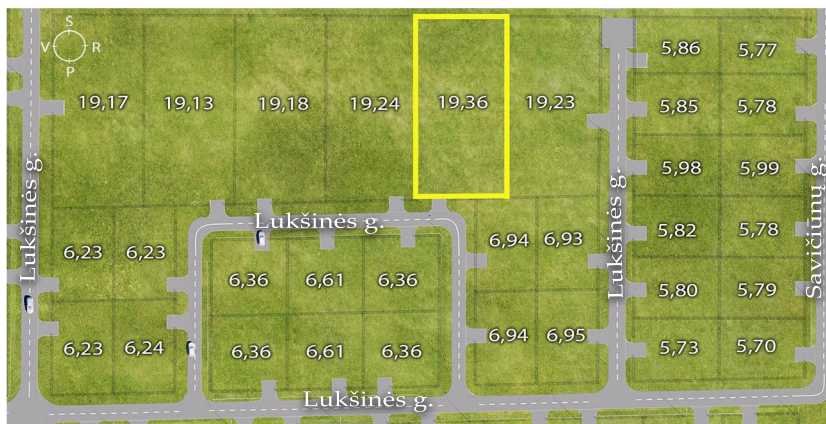 Š
V R
P
19,17 19,13 19,18 19,24 19,36 19,23
5,86 5,77
5,85 5,78
5,98 5,99
5,82 5,78
5,80 5,79
5,73 5,70
Lukšinės g.
Lukšinės g.
Lukšinės g.
Savičiūnų g.
6,23 6,23
6,23 6,24
6,36 6,61 6,36
6,36 6,61 6,36
6,94 6,93
6,94 6,95
Lukšinės g.